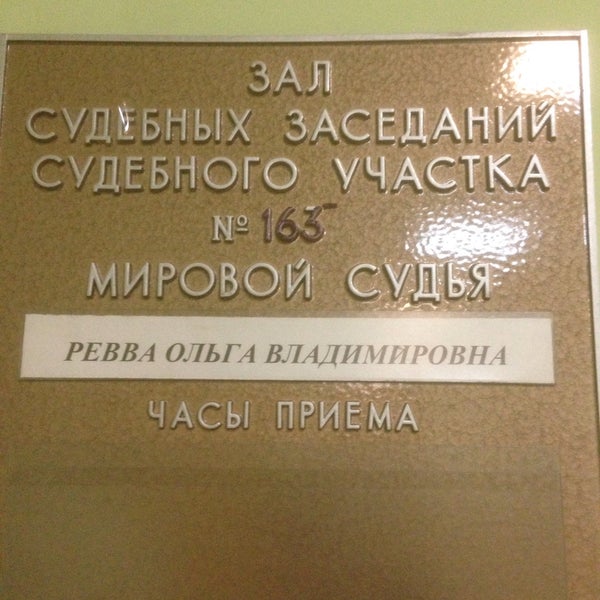 ЗАЛ
СУДЕБНЫХ ЗАСЕДАНИЙ
СУДЕБНОГО УЧАСТКА
№ 163
МИРОВОЙ СУДЬЯ
РЕВВА ОЛЬГА ВЛАДИМИРОВНА
ЧАСЫ ПРИЕМА